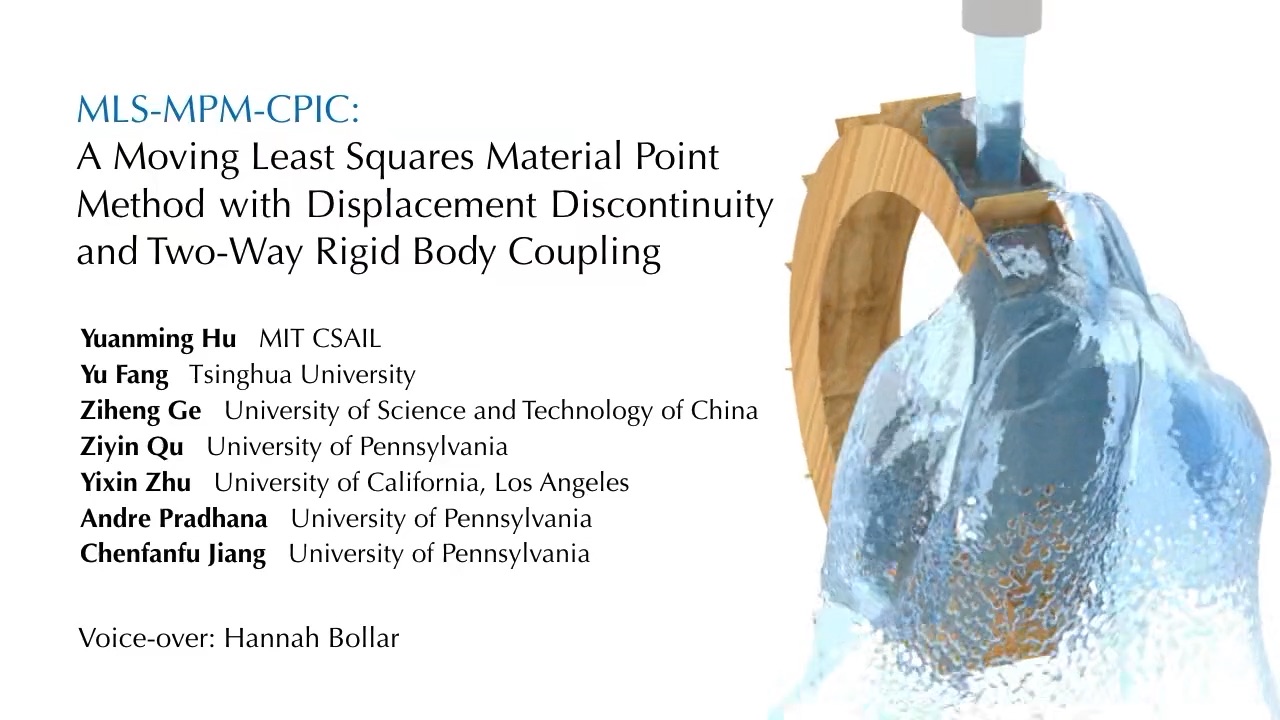 MLS-MPM-CPIC:
A Moving Least Squares Material Point
Method with Displacement Discontinuity
and Two-Way Rigid Body Coupling
Yuanming Hu MIT CSAIL
Yu Fang Tsinghua University
Ziheng Ge University of Science and Technology of China
Ziyin Qu University of Pennsylvania
Yixin Zhu University of California, Los Angeles
Andre Pradhana University of Pennsylvania
Chenfanfu Jiang University of Pennsylvania
Voice-over: Hannah Bollar